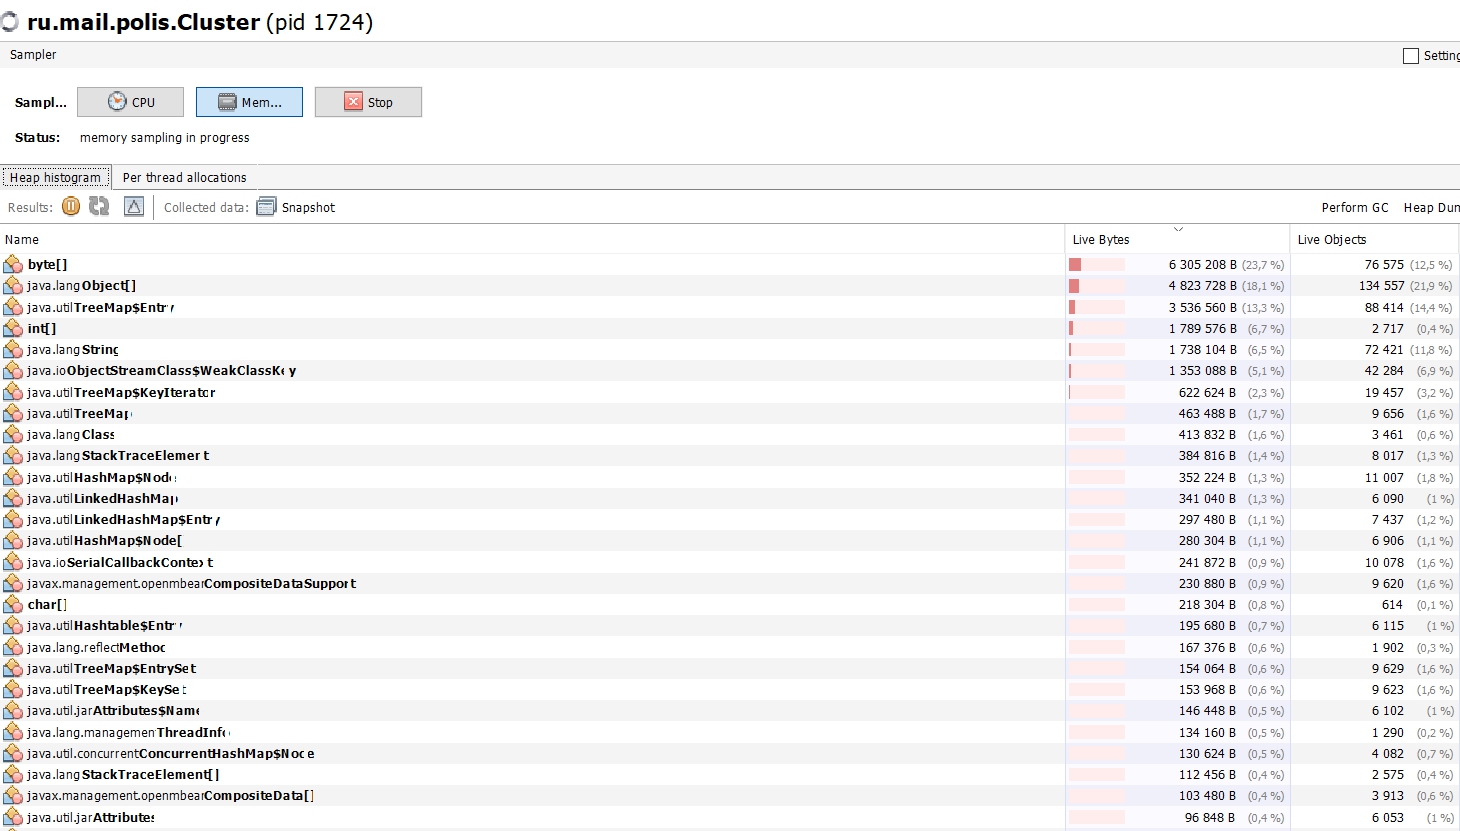 ru.mail.polis.Cluster (pid 1724)
Sampler
Setting
Sampl... CPU Mem... Stop
Status: memory sampling in progress
Heap histogram Per thread allocations
Results: Collected data: Snapshot Perform GC Heap Dum
Name Live Bytes Live Objects
byte[] 6 305 208 B (23,7 %) 76 575 (12,5 %)
java.lang.Object[] 4 823 728 B (18,1 %) 134 557 (21,9 %)
java.util.TreeMap$Entry 3 536 560 B (13,3 %) 88 414 (14,4 %)
int[] 1 789 576 B (6,7 %) 2 717 (0,4 %)
java.lang.String 1 738 104 B (6,5 %) 72 421 (11,8 %)
java.io.ObjectStreamClass$WeakClassKey 1 353 088 B (5,1 %) 42 284 (6,9 %)
java.util.TreeMap$KeyIterator 622 624 B (2,3 %) 19 457 (3,2 %)
java.util.TreeMap 463 488 B (1,7 %) 9 656 (1,6 %)
java.lang.Class 413 832 B (1,6 %) 3 461 (0,6 %)
java.lang.StackTraceElement 384 816 B (1,4 %) 8 017 (1,3 %)
java.util.HashMap$Node 352 224 B (1,3 %) 11 007 (1,8 %)
java.util.LinkedHashMap 341 040 B (1,3 %) 6 090 (1 %)
java.util.LinkedHashMap$Entry 297 480 B (1,1 %) 7 437 (1,2 %)
java.util.HashMap$Node[ 280 304 B (1,1 %) 6 906 (1,1 %)
java.io.SerialCallbackContext 241 872 B (0,9 %) 10 078 (1,6 %)
javax.management.openmbean.CompositeDataSupport 230 880 B (0,9 %) 9 620 (1,6 %)
char[] 218 304 B (0,8 %) 614 (0,1 %)
java.util.Hashtable$Entry 195 680 B (0,7 %) 6 115 (1 %)
java.lang.reflect.Method 167 376 B (0,6 %) 1 902 (0,3 %)
java.util.TreeMap$EntrySet 154 064 B (0,6 %) 9 629 (1,6 %)
java.util.TreeMap$KeySet 153 968 B (0,6 %) 9 623 (1,6 %)
java.util.jar.Attributes$Name 146 448 B (0,5 %) 6 102 (1 %)
java.lang.management.ThreadInfo 134 160 B (0,5 %) 1 290 (0,2 %)
java.util.concurrent.ConcurrentHashMap$Node 130 624 B (0,5 %) 4 082 (0,7 %)
java.lang.StackTraceElement[] 112 456 B (0,4 %) 2 575 (0,4 %)
javax.management.openmbean.CompositeData[] 103 480 B (0,4 %) 3 913 (0,6 %)
java.util.jar.Attributes 96 848 B (0,4 %) 6 053 (1 %)